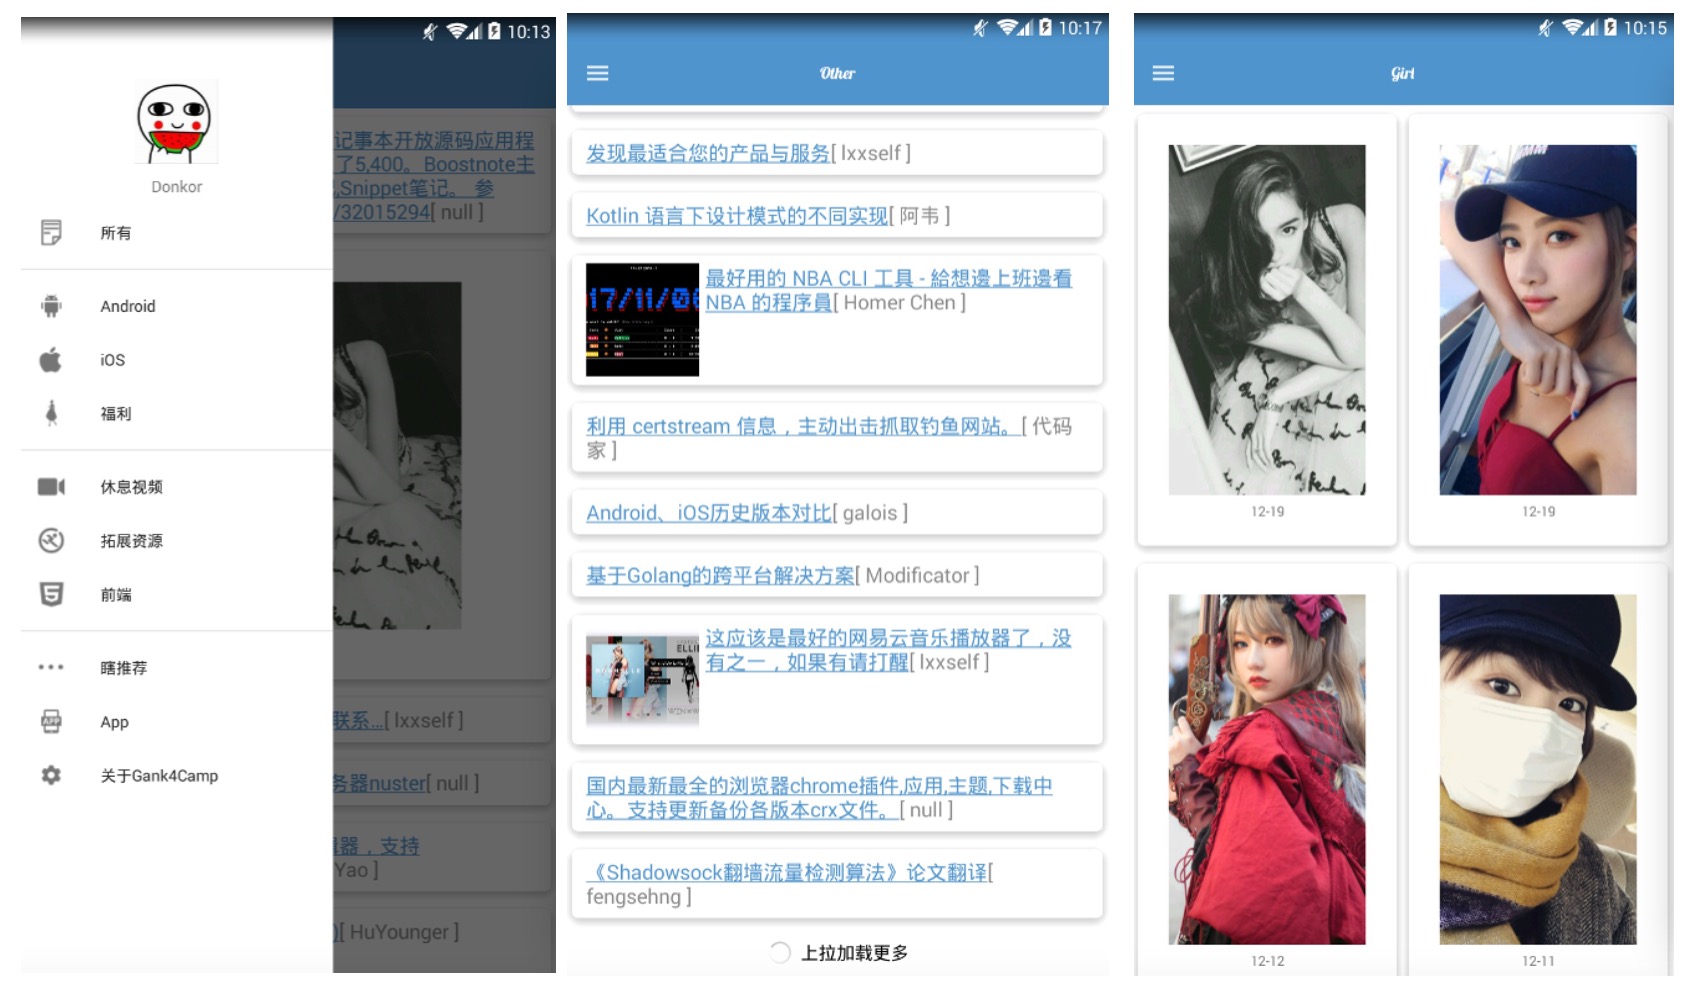 10:13
Donkor
所有
Android
iOS
福利
休息视频
拓展资源
前端
瞎推荐
App
关于Gank4Camp
记事本开放源码应用程
了5,400。Boostnote主
,Snippet笔记。 参
/32015294[ null ]
联系...[ lxxself ]
务器nuster[ null ]
器，支持
Yao ]
)[ HuYounger ]
10:17
Other
发现最适合您的产品与服务[ lxxself ]
Kotlin 语言下设计模式的不同实现[ 阿韦 ]
17/11/0
最好用的 NBA CLI 工具 - 給想邊上班邊看
NBA 的程序員[ Homer Chen ]
利用 certstream 信息，主动出击抓取钓鱼网站。[ 代码
家 ]
Android、iOS历史版本对比[ galois ]
基于Golang的跨平台解决方案[ Modificator ]
ELLI
这应该是最好的网易云音乐播放器了，没
有之一，如果有请打醒[ lxxself ]
国内最新最全的浏览器chrome插件,应用,主题,下载中
心。支持更新备份各版本crx文件。[ null ]
《Shadowsock翻墙流量检测算法》论文翻译[
fengsehng ]
上拉加载更多
10:15
Girl
12-19
12-19
12-12
12-11